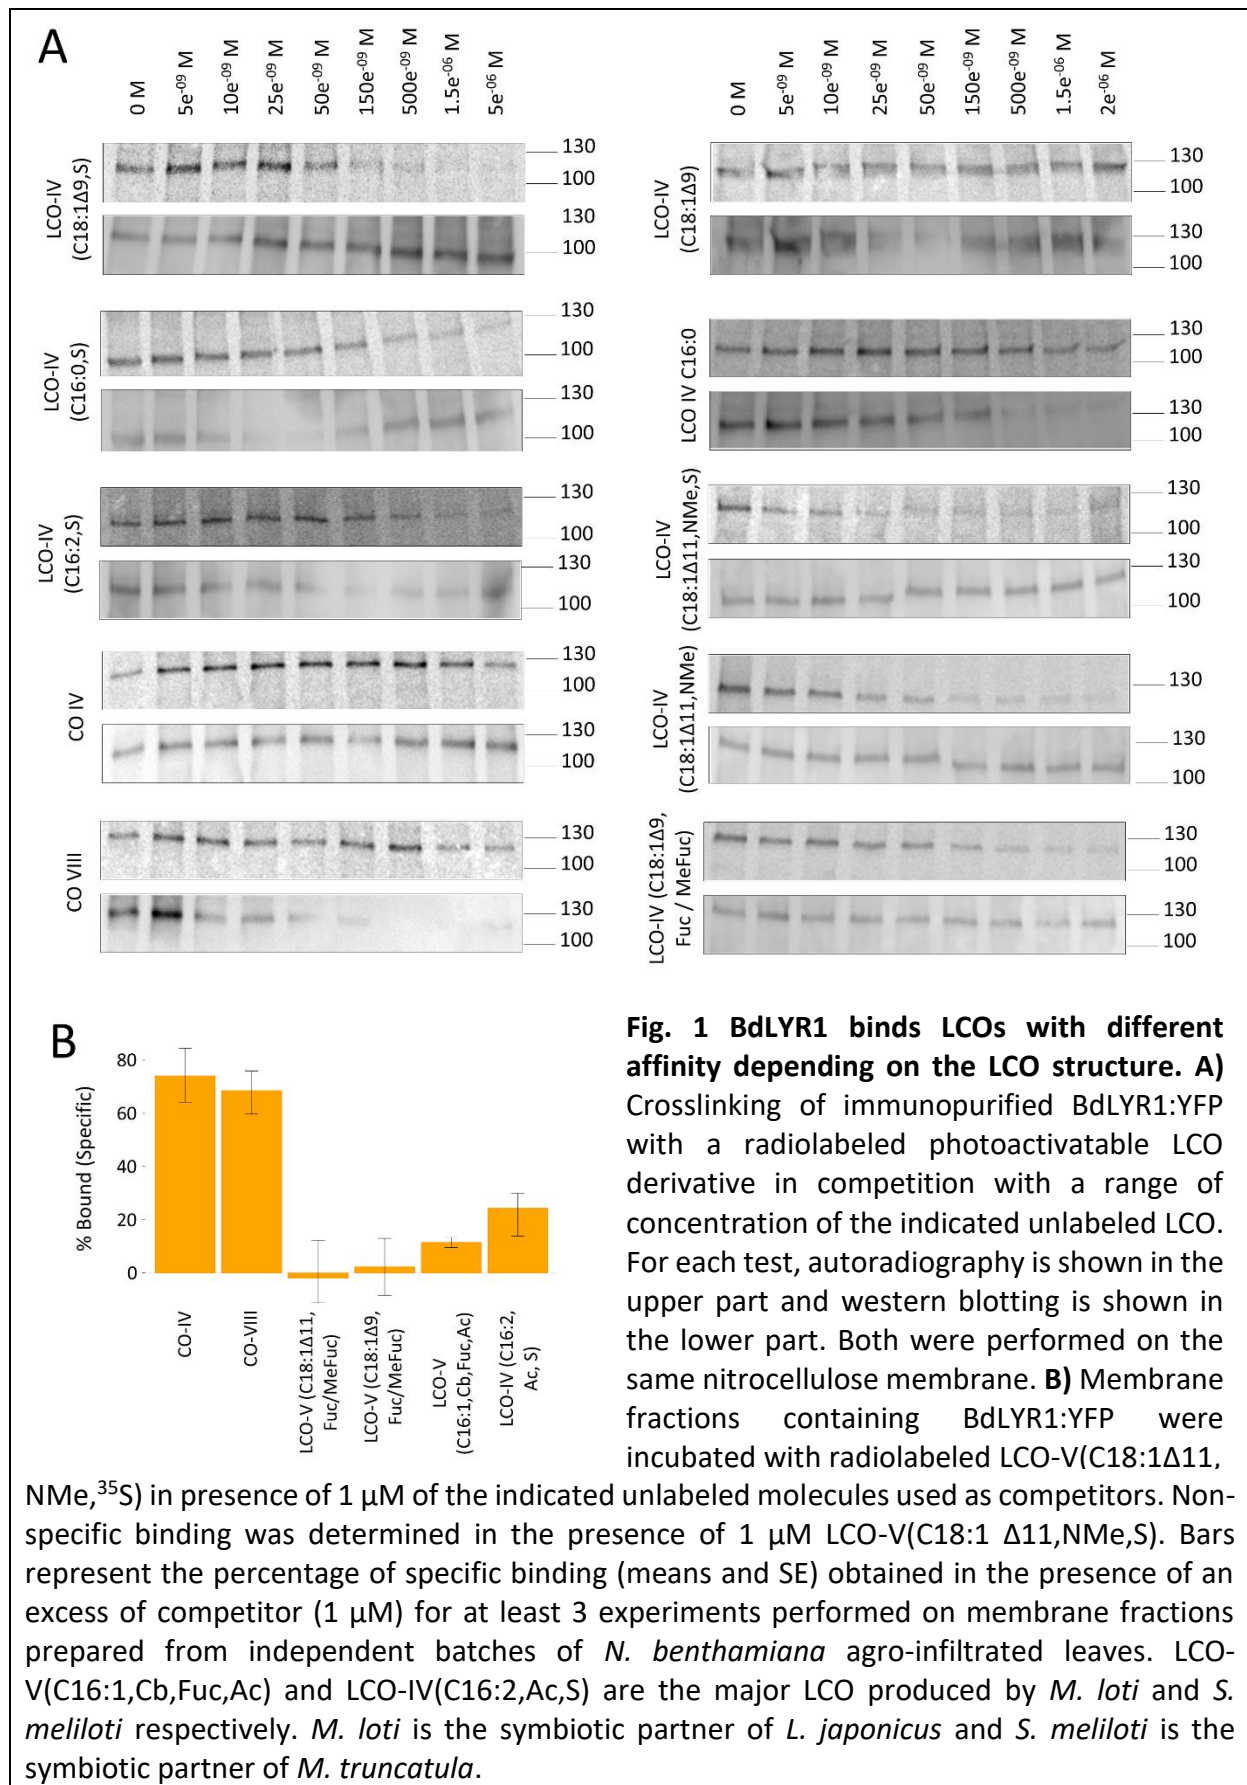 A
0 M
5e-09 M
10e-09 M
25e-09 M
50e-09 M
150e-09 M
500e-09 M
1.5e-06 M
5e-06 M
LCO-IV
(C18:1Δ9,S)
130
100
130
100
LCO-IV
(C16:0,S)
130
100
130
100
LCO-IV
(C16:2,S)
130
100
130
100
CO IV
130
100
130
100
CO VIII
130
100
130
100
0 M
5e-09 M
10e-09 M
25e-09 M
50e-09 M
150e-09 M
500e-09 M
1.5e-06 M
2e-06 M
LCO-IV
(C18:1Δ9)
130
100
130
100
LCO IV C16:0
130
100
130
100
LCO-IV
(C18:1Δ11,NMe,S)
130
100
130
100
LCO-IV
(C18:1Δ11,NMe)
130
130
100
LCO-IV (C18:1Δ9,
Fuc / MeFuc)
130
100
130
100
B
% Bound (Specific)
80
60
40
20
0
CO-IV
CO-VIII
LCO-V (C18:1Δ11,
Fuc/MeFuc)
LCO-V (C18:1Δ9,
Fuc/MeFuc)
LCO-V
(C16:1,Cb,Fuc,Ac)
LCO-IV (C16:2,
Ac, S)
Fig. 1 BdLYR1 binds LCOs with different
affinity depending on the LCO structure. A)
Crosslinking of immunopurified BdLYR1:YFP
with a radiolabeled photoactivatable LCO
derivative in competition with a range of
concentration of the indicated unlabeled LCO.
For each test, autoradiography is shown in the
upper part and western blotting is shown in
the lower part. Both were performed on the
same nitrocellulose membrane. B) Membrane
fractions containing BdLYR1:YFP were
incubated with radiolabeled LCO-V(C18:1Δ11,
NMe,35S) in presence of 1 μM of the indicated unlabeled molecules used as competitors. Non-
specific binding was determined in the presence of 1 μM LCO-V(C18:1 Δ11,NMe,S). Bars
represent the percentage of specific binding (means and SE) obtained in the presence of an
excess of competitor (1 μM) for at least 3 experiments performed on membrane fractions
prepared from independent batches of N. benthamiana agro-infiltrated leaves. LCO-
V(C16:1,Cb,Fuc,Ac) and LCO-IV(C16:2,Ac,S) are the major LCO produced by M. loti and S.
meliloti respectively. M. loti is the symbiotic partner of L. japonicus and S. meliloti is the
symbiotic partner of M. truncatula.